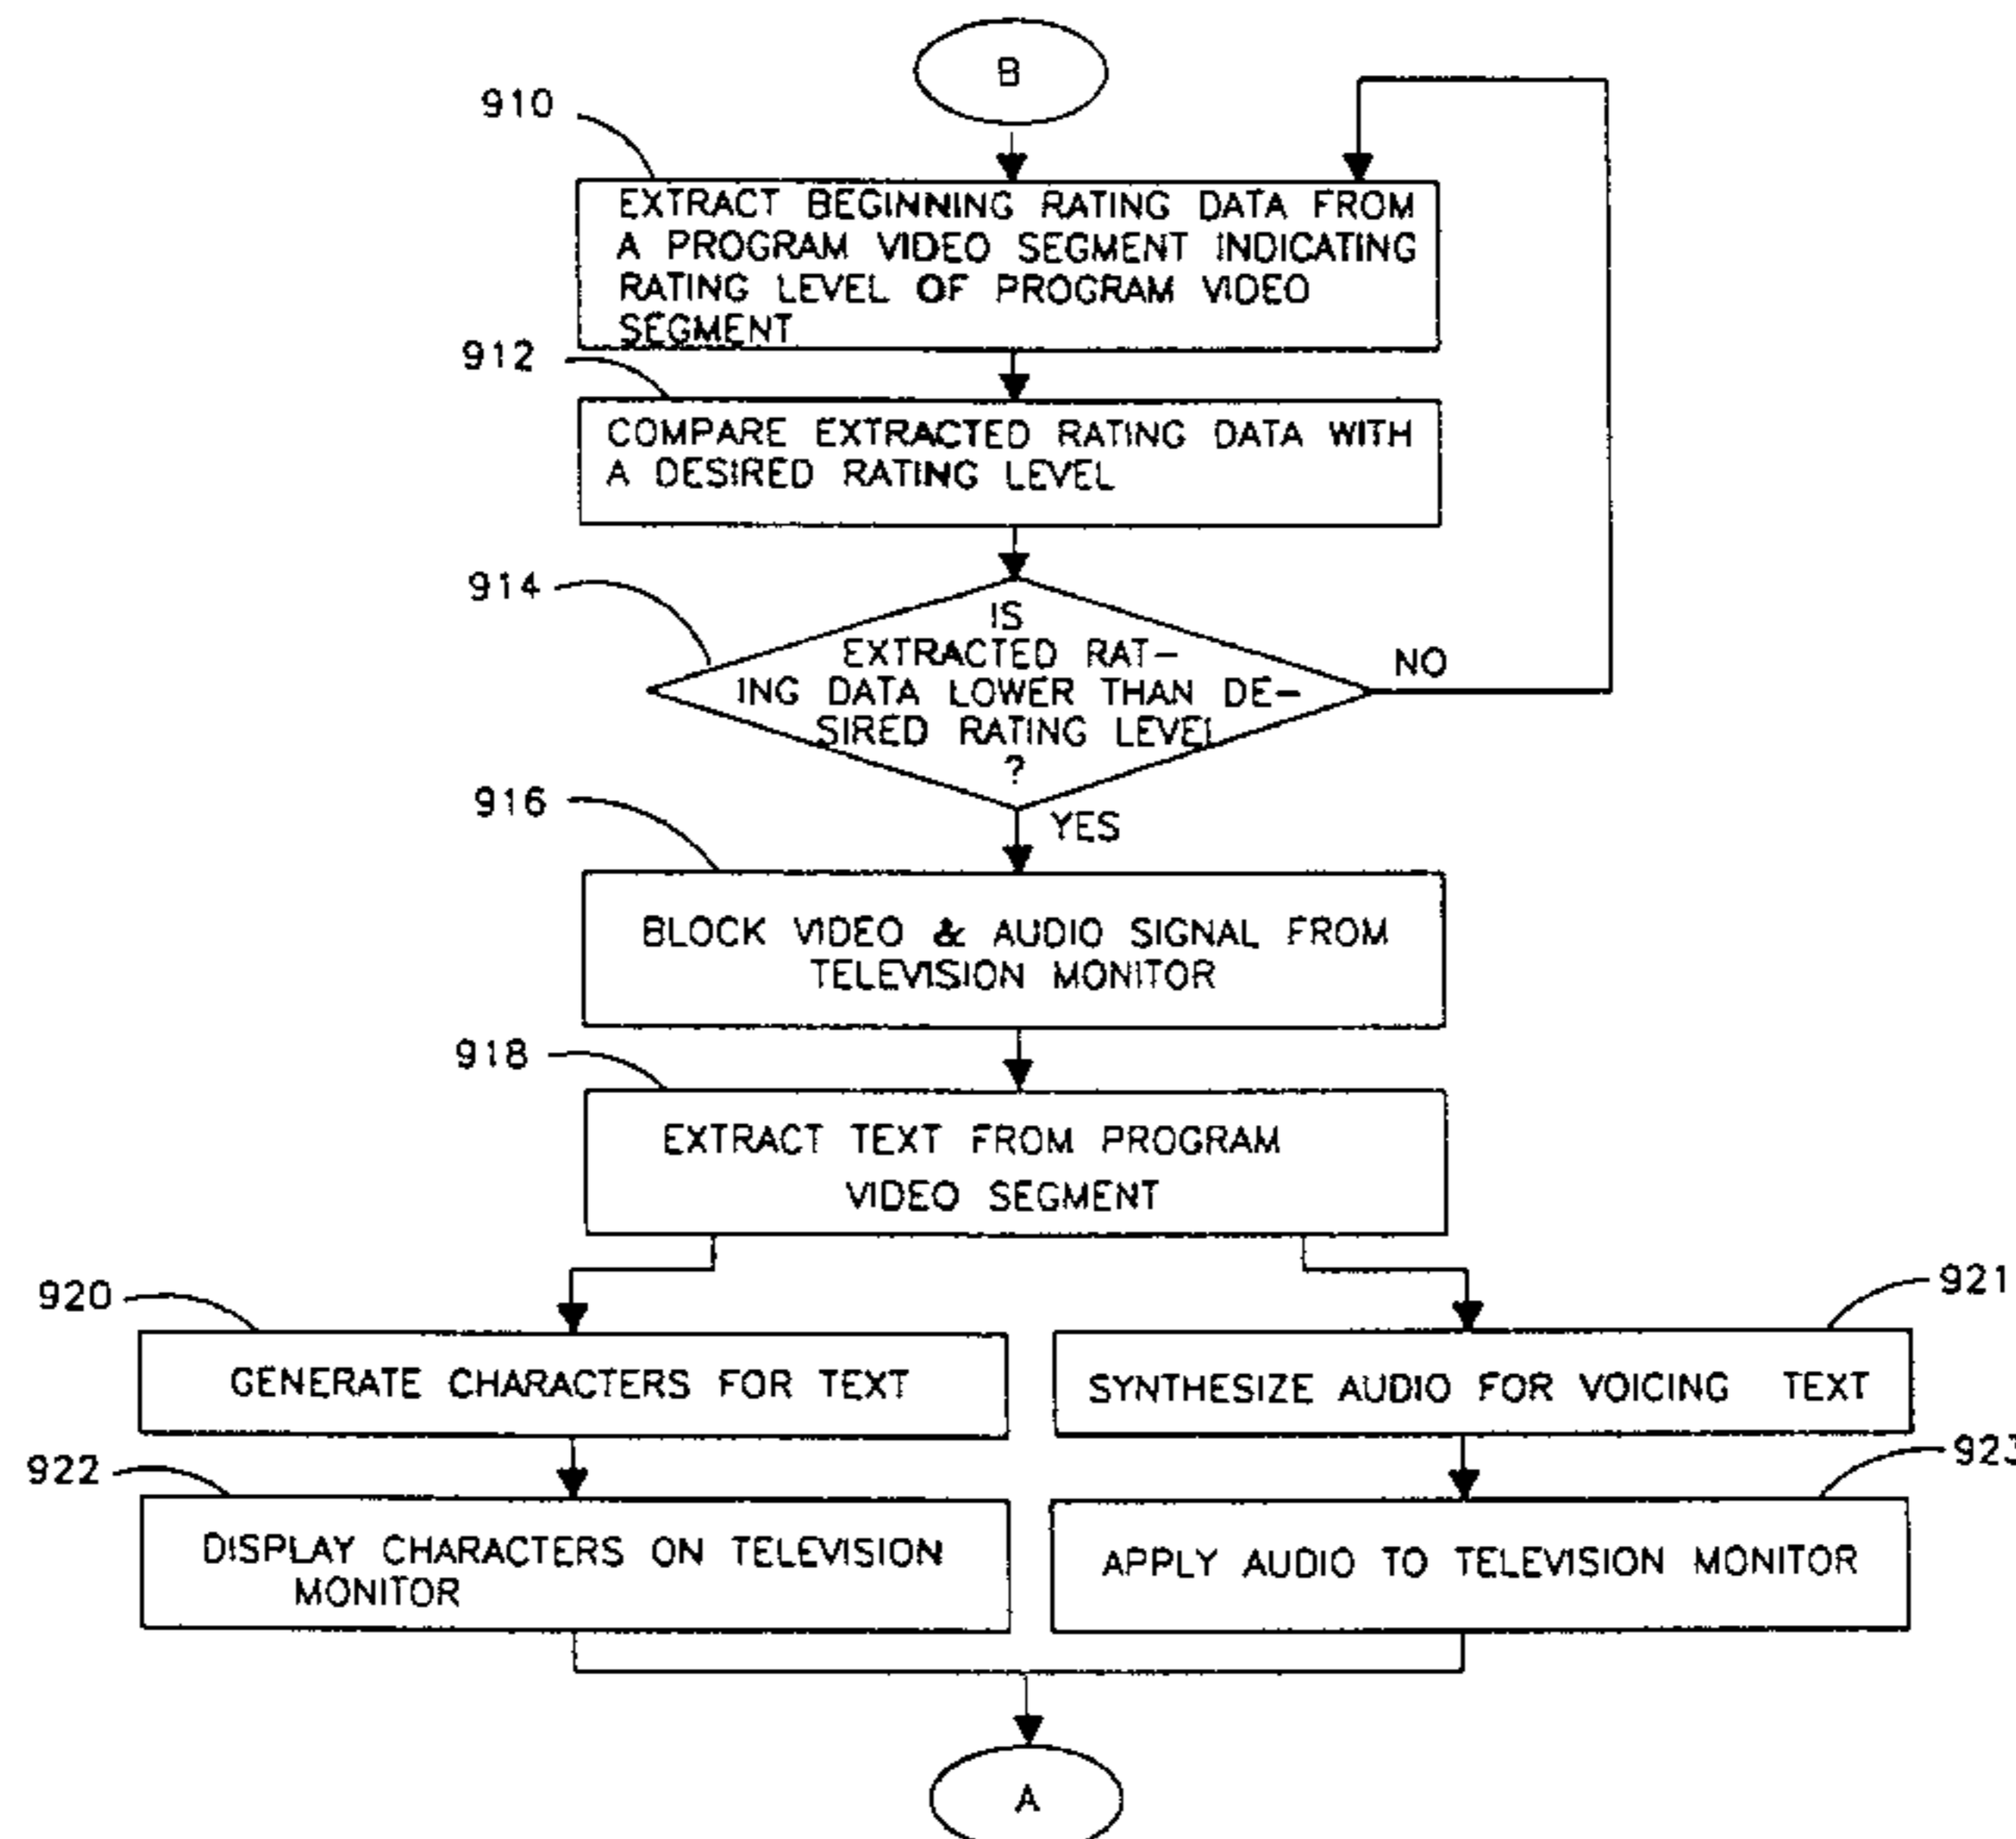 B
910
EXTRACT BEGINNING RATING DATA FROM
A PROGRAM VIDEO SEGMENT INDICATING
RATING LEVEL OF PROGRAM VIDEO
SEGMENT
912
COMPARE EXTRACTED RATING DATA WITH
A DESIRED RATING LEVEL
914
IS
EXTRACTED RAT-
ING DATA LOWER THAN DE-
SIRED RATING LEVEL
?
NO
YES
916
BLOCK VIDEO & AUDIO SIGNAL FROM
TELEVISION MONITOR
918
EXTRACT TEXT FROM PROGRAM
VIDEO SEGMENT
920
GENERATE CHARACTERS FOR TEXT
921
SYNTHESIZE AUDIO FOR VOICING TEXT
922
DISPLAY CHARACTERS ON TELEVISION
MONITOR
923
APPLY AUDIO TO TELEVISION MONITOR
A